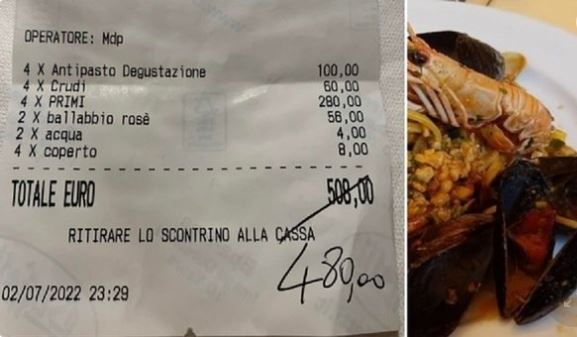 OPERATORE: Mdp
4 X Antipasto Degustazione 100,00
4 X Crudi 60,00
4 X PRIMI 280,00
2 X ballabbio rosè 56,00
2 X acqua 4,00
4 X coperto 8,00
TOTALE EURO 508,00
RITIRARE LO SCONTRINO ALLA CASSA
480,00
02/07/2022 23:29